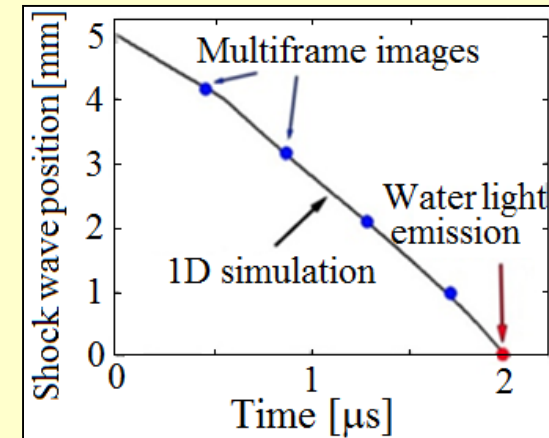 Shock wave position [mm]
5
4
3
2
1
0
Multiframe images
Water light
emission
1D simulation
0
1
2
Time [μs]